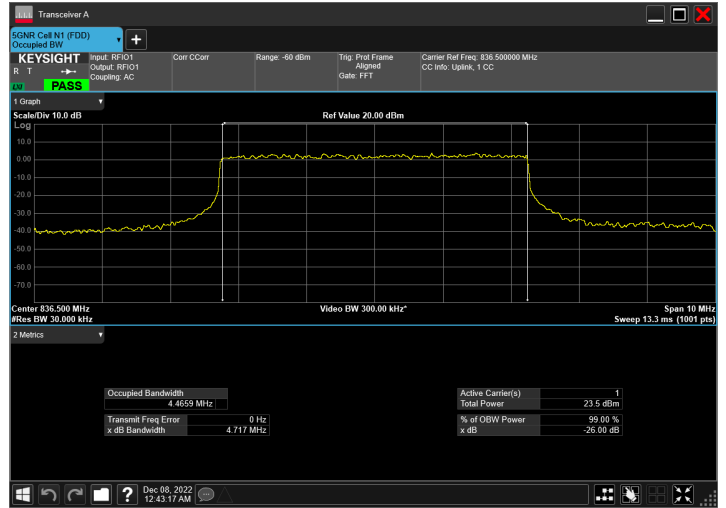 Transceiver A
5GNR Cell N1 (FDD)
Occupied BW
KEYSIGHT
R T
PASS
Input: RFIO1
Output: RFIO1
Coupling: AC
Corr CCorr
Range: -60 dBm
Trig: Prot Frame
Aligned
Gate: FFT
Carrier Ref Freq: 836.500000 MHz
CC Info: Uplink, 1 CC
1 Graph
Scale/Div 10.0 dB
Ref Value 20.00 dBm
Log
10.0
0.00
-10.0
-20.0
-30.0
-40.0
-50.0
-60.0
-70.0
Center 836.500 MHz
Video BW 300.00 kHz*
Span 10 MHz
#Res BW 30.000 kHz
Sweep 13.3 ms (1001 pts)
2 Metrics
Occupied Bandwidth
4.4659 MHz
Transmit Freq Error 0 Hz
x dB Bandwidth 4.717 MHz
Active Carrier(s) 1
Total Power 23.5 dBm
% of OBW Power 99.00 %
x dB -26.00 dB
Dec 08, 2022
12:43:17 AM